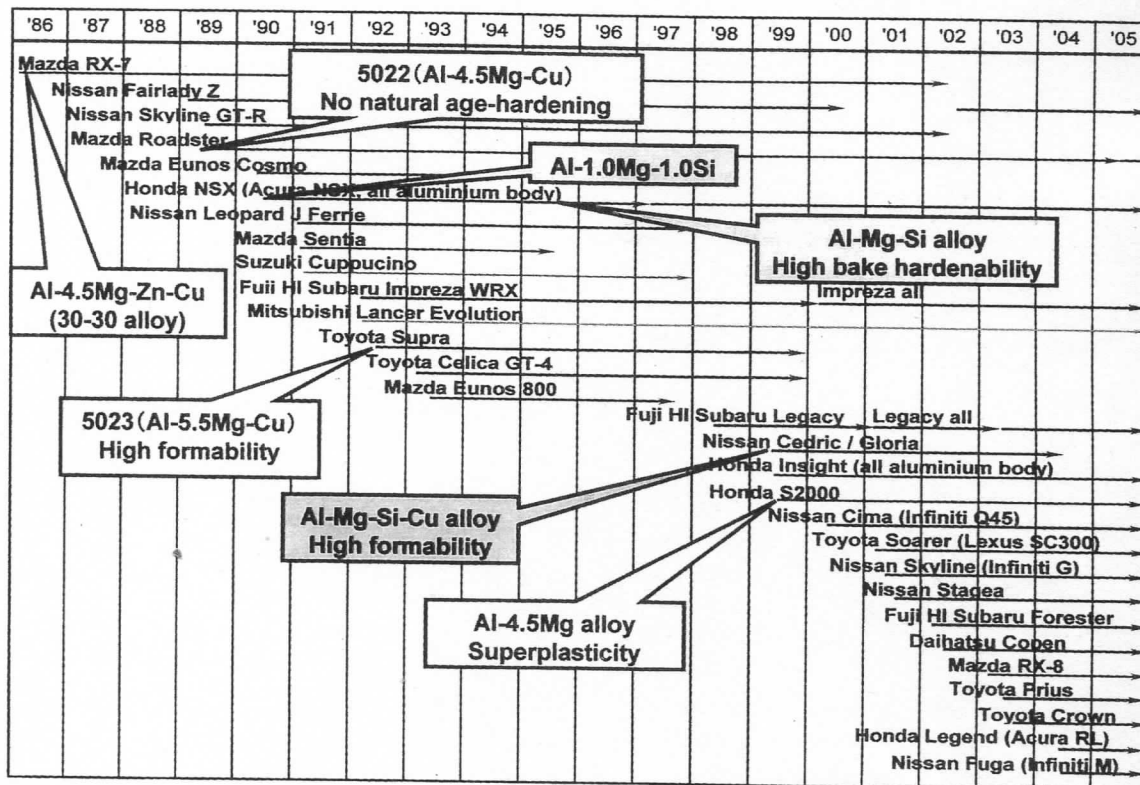 '86 '87 '88 '89 '90 '91 '92 '93 '94 '95 '96 '97 '98 '99 '00 '01 '02 '03 '04 '05
Mazda RX-7
Nissan Fairlady Z
Nissan Skyline GT-R
Mazda Roadster
5022(Al-4.5Mg-Cu)
No natural age-hardening
Mazda Eunos Cosmo
Al-1.0Mg-1.0Si
Honda NSX (Acura NSX, all aluminium body)
Nissan Leopard J Ferrie
Mazda Sentia
Al-Mg-Si alloy
High bake hardenability
Suzuki Cuppucino
Al-4.5Mg-Zn-Cu
(30-30 alloy)
Fuji HI Subaru Impreza WRX
Impreza all
Mitsubishi Lancer Evolution
Toyota Supra
Toyota Celica GT-4
Mazda Eunos 800
5023(Al-5.5Mg-Cu)
High formability
Fuji HI Subaru Legacy
Legacy all
Nissan Cedric / Gloria
Honda Insight (all aluminium body)
Honda S2000
Al-Mg-Si-Cu alloy
High formability
Nissan Cima (Infiniti Q45)
Toyota Soarer (Lexus SC300)
Nissan Skyline (Infiniti G)
Nissan Stagea
Al-4.5Mg alloy
Superplasticity
Fuji HI Subaru Forester
Daihatsu Copen
Mazda RX-8
Toyota Prius
Toyota Crown
Honda Legend (Acura RL)
Nissan Fuga (Infiniti M)